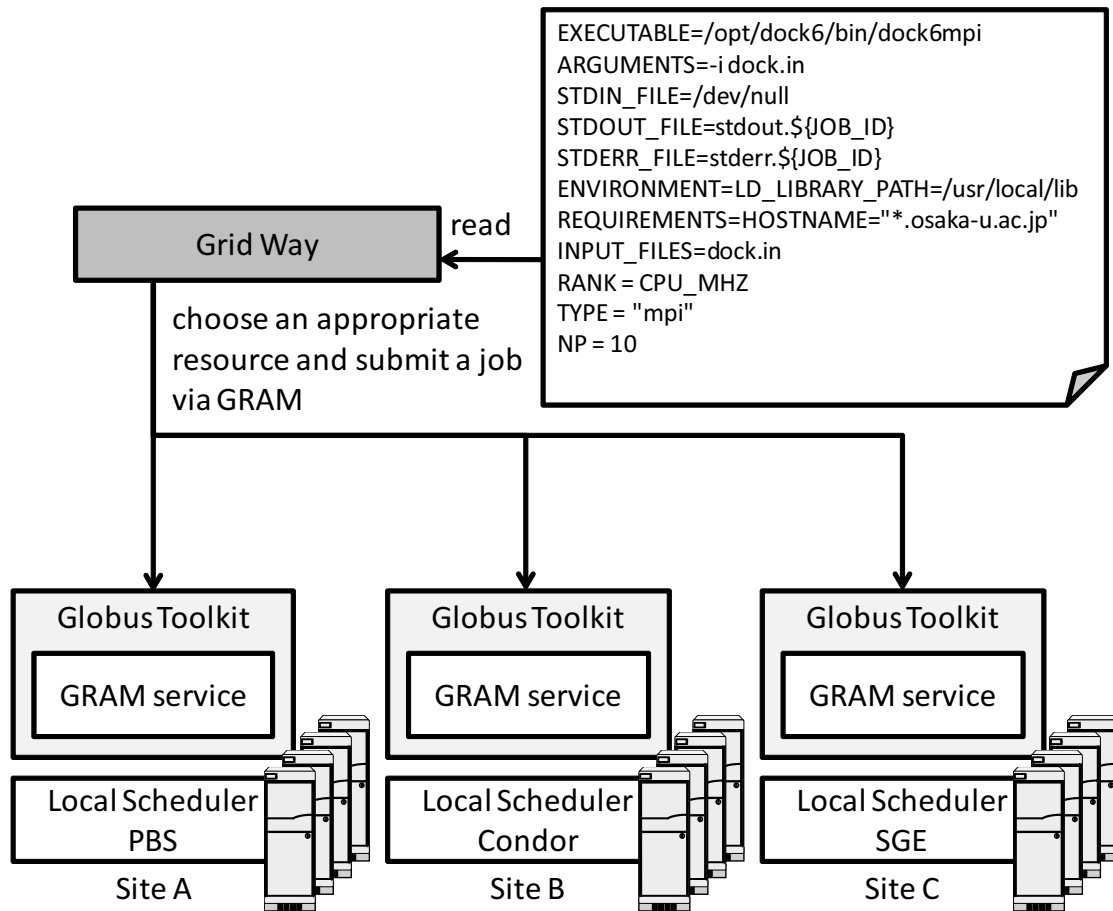 EXECUTABLE=/opt/dock6/bin/dock6mpi
ARGUMENTS=-i dock.in
STDIN_FILE=/dev/null
STDOUT_FILE=stdout.${JOB_ID}
STDERR_FILE=stderr.${JOB_ID}
ENVIRONMENT=LD_LIBRARY_PATH=/usr/local/lib
REQUIREMENTS=HOSTNAME="*.osaka-u.ac.jp"
INPUT_FILES=dock.in
RANK = CPU_MHZ
TYPE = "mpi"
NP = 10
Grid Way
read
choose an appropriate
resource and submit a job
via GRAM
Globus Toolkit
GRAM service
Local Scheduler
PBS
Site A
Globus Toolkit
GRAM service
Local Scheduler
Condor
Site B
Globus Toolkit
GRAM service
Local Scheduler
SGE
Site C